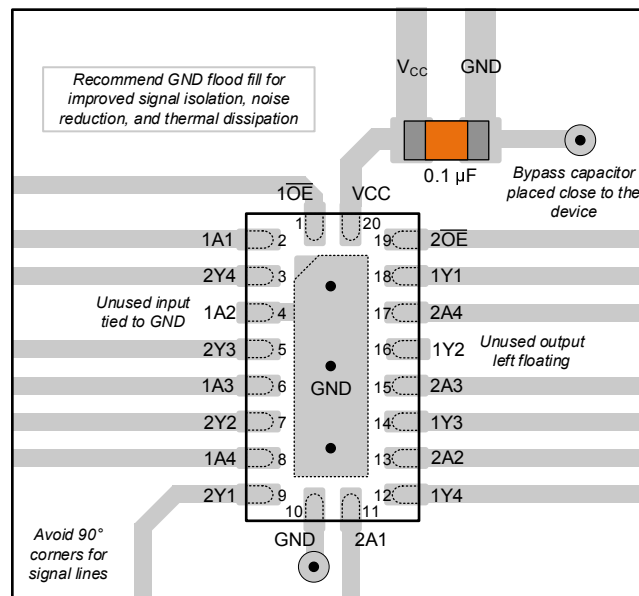 Recommend GND flood fill for
improved signal isolation, noise
reduction, and thermal dissipation
V_CC GND
0.1 µF
Bypass capacitor
placed close to the
device
1O̅E̅ VCC
1 20
1A1 2 19 2O̅E̅
2Y4 3 18 1Y1
Unused input
tied to GND
1A2 4 17 2A4
2Y3 5 16 1Y2
Unused output
left floating
1A3 6 GND 15 2A3
2Y2 7 14 1Y3
1A4 8 13 2A2
2Y1 9 12 1Y4
10 11
GND 2A1
Avoid 90°
corners for
signal lines